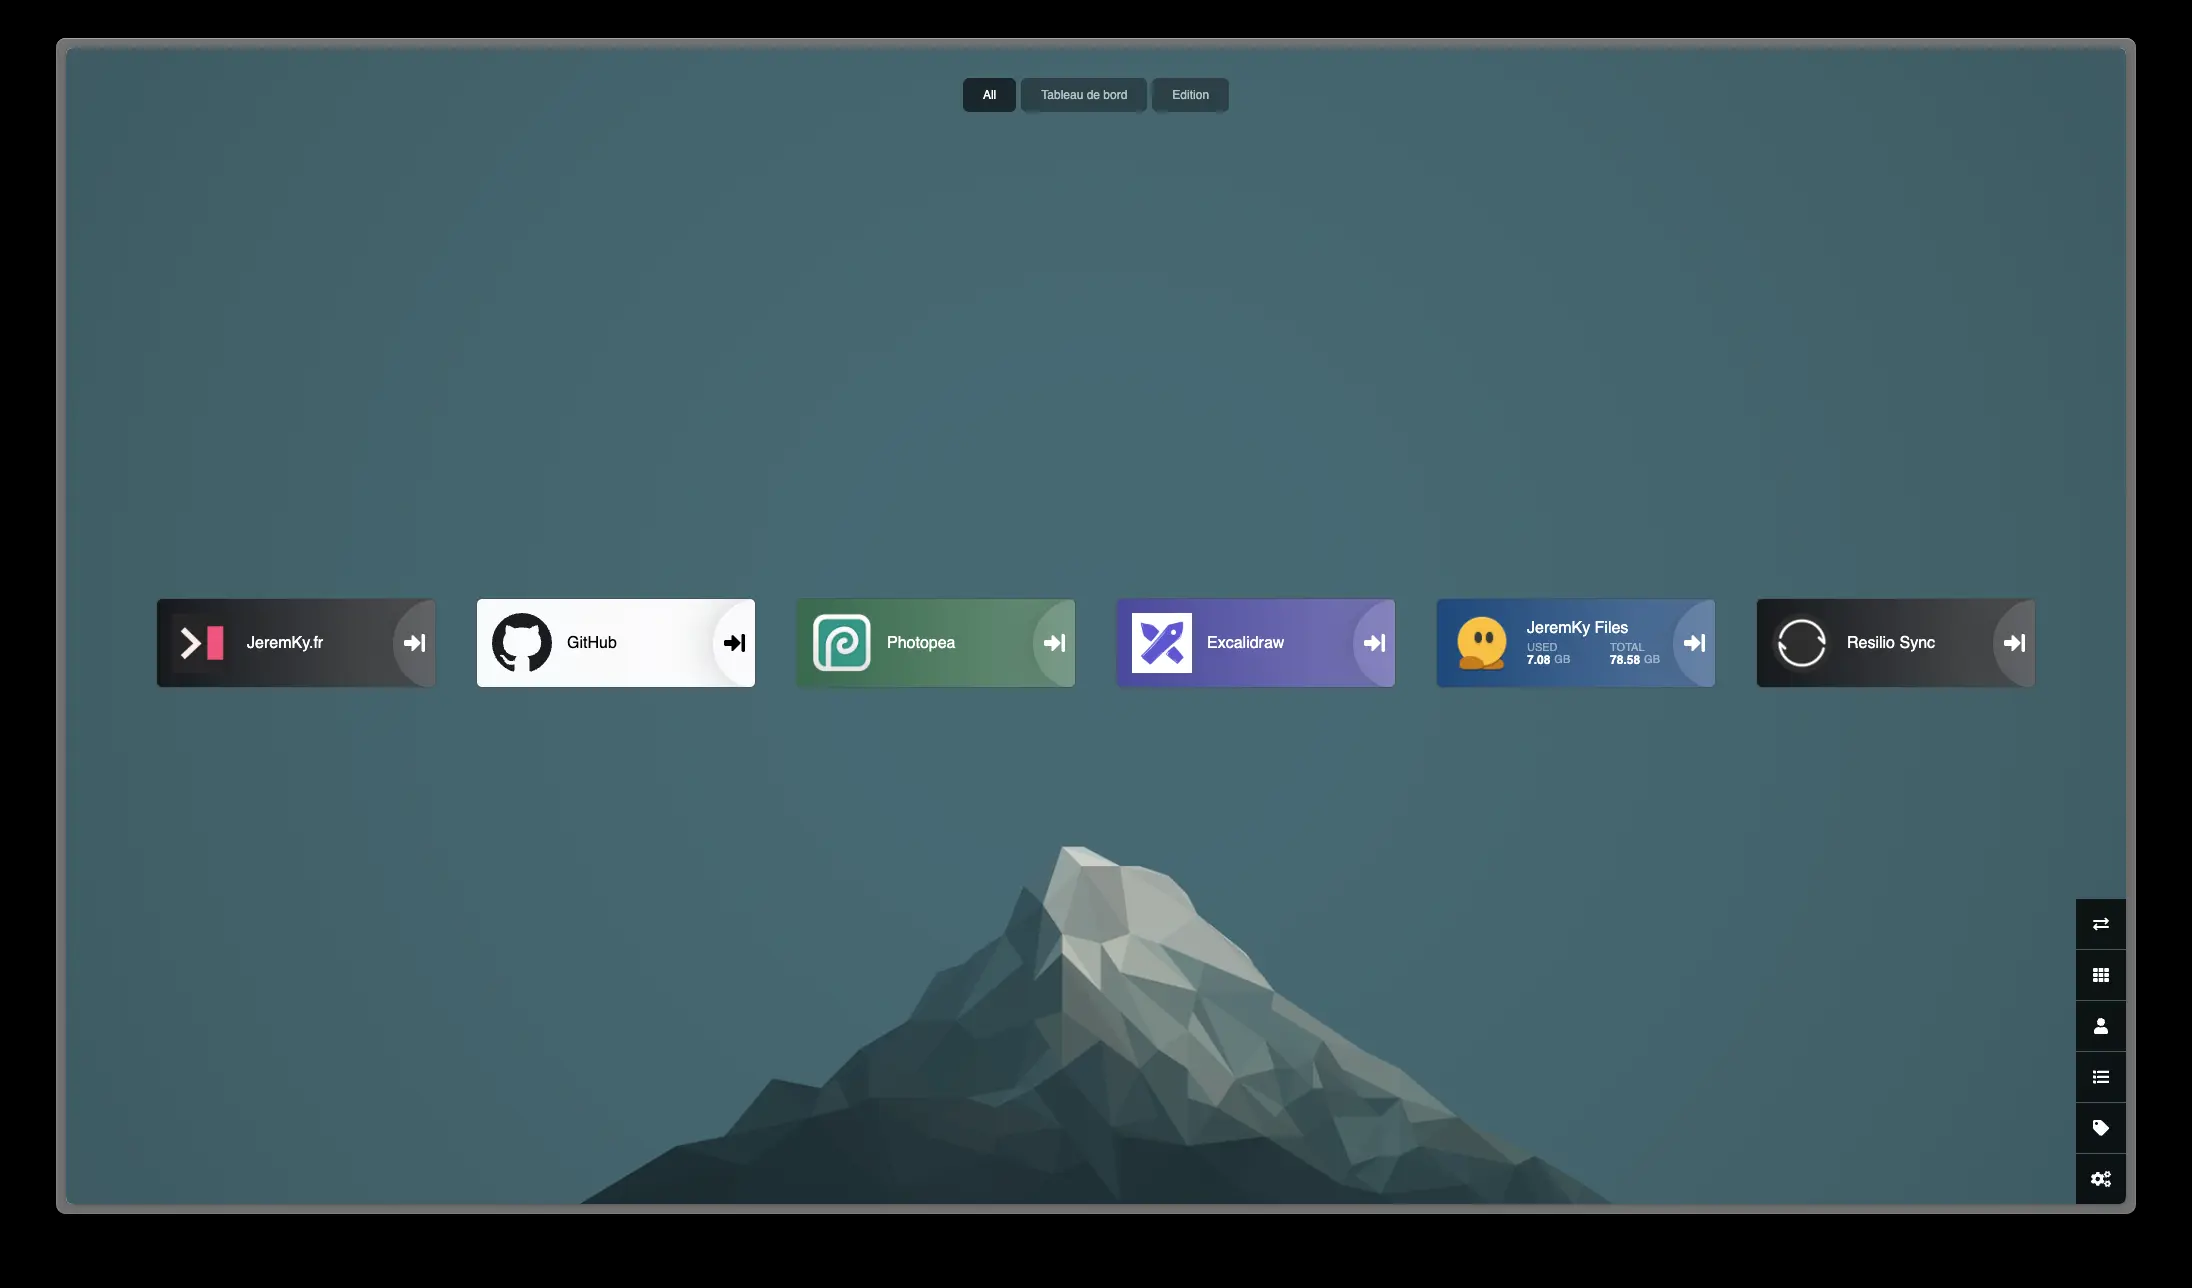 All
Tableau de bord
Edition
JeremKy.fr
GitHub
Photopea
Excalidraw
JeremKy Files
USED TOTAL
7.08 GB 78.58 GB
Resilio Sync